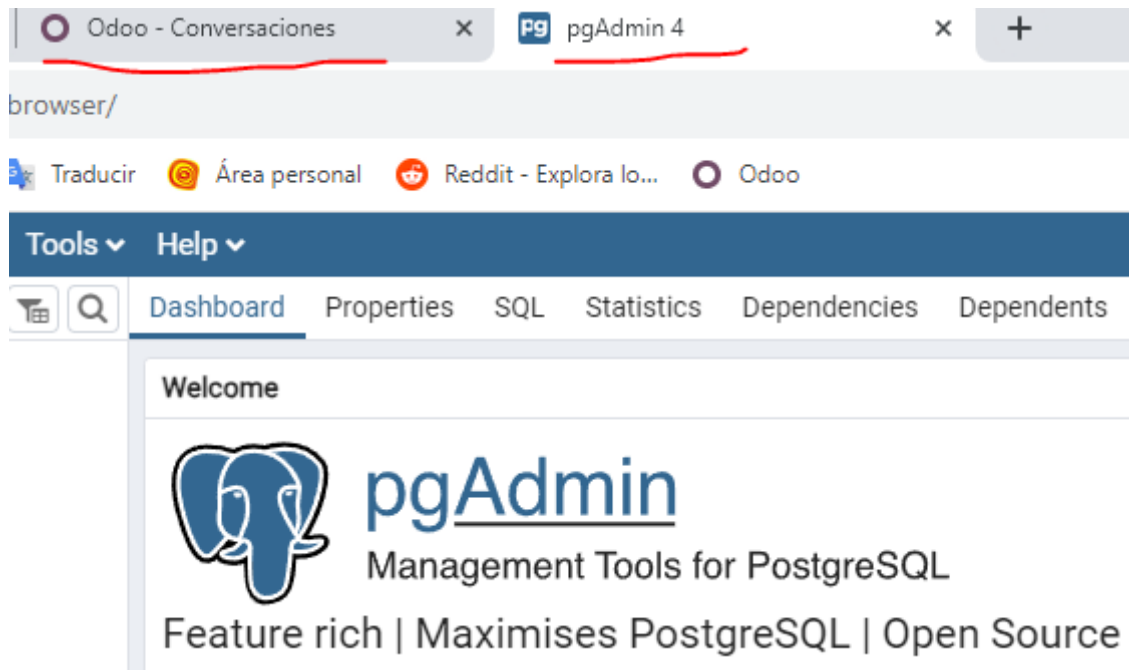 Odoo - Conversaciones pgAdmin 4
browser/
Traducir Área personal Reddit - Explora lo... Odoo
Tools Help
Dashboard Properties SQL Statistics Dependencies Dependents
Welcome
pgAdmin
Management Tools for PostgreSQL
Feature rich | Maximises PostgreSQL | Open Source